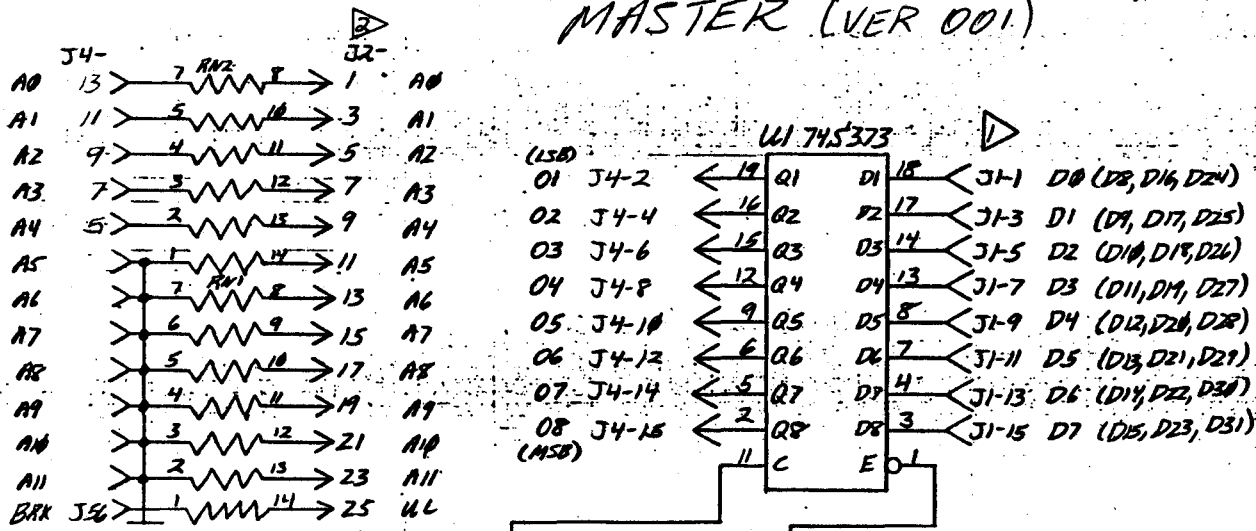 MASTER (VER 001)
2
J4- J2-
A0 13 7 RN2 8 1 A0
A1 11 5 10 3 A1
A2 9 4 11 5 A2
A3 7 3 12 7 A3
A4 5 2 13 9 A4
A5 1 14 11 A5
A6 7 RN1 8 13 A6
A7 6 9 15 A7
A8 5 10 17 A8
A9 4 11 19 A9
A10 3 12 21 A10
A11 2 13 23 A11
BRK J56 1 14 25 UL
U1 74S373 1
(LSB)
01 J4-2 19 Q1 D1 18 J1-1 D0 (D8, D16, D24)
02 J4-4 16 Q2 D2 17 J1-3 D1 (D9, D17, D25)
03 J4-6 15 Q3 D3 14 J1-5 D2 (D10, D18, D26)
04 J4-8 12 Q4 D4 13 J1-7 D3 (D11, D19, D27)
05 J4-10 9 Q5 D5 8 J1-9 D4 (D12, D20, D28)
06 J4-12 6 Q6 D6 7 J1-11 D5 (D13, D21, D29)
07 J4-14 5 Q7 D7 4 J1-13 D6 (D14, D22, D30)
08 J4-16 2 Q8 D8 3 J1-15 D7 (D15, D23, D31)
(MSB)
11 C E 1